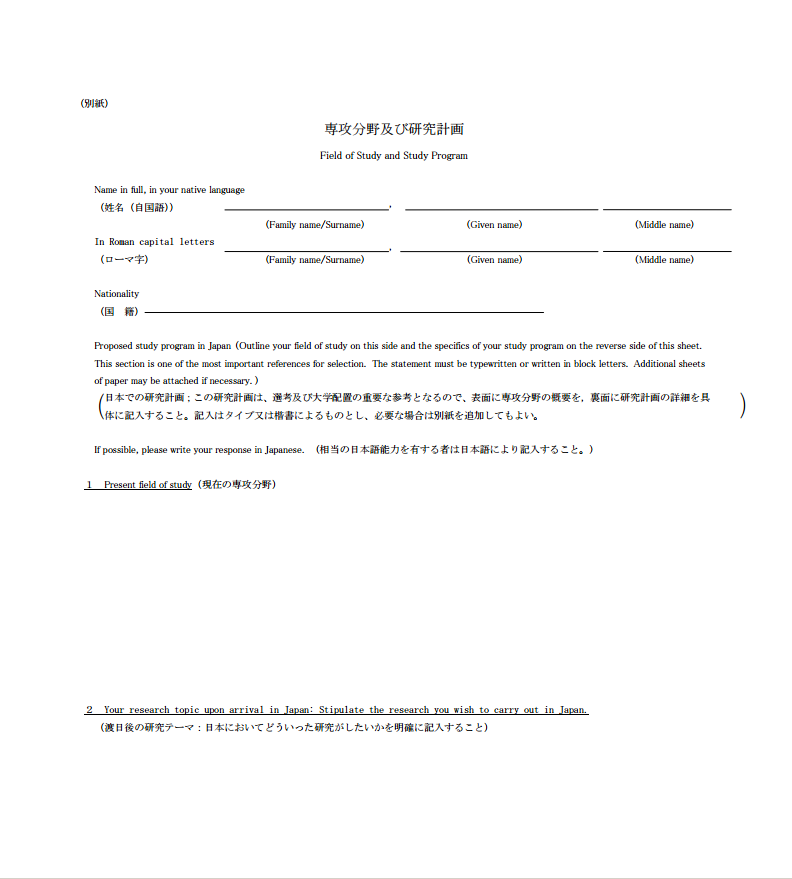 (別紙)
専攻分野及び研究計画
Field of Study and Study Program
Name in full, in your native language
(姓名(自国語)) , 
(Family name/Surname) (Given name) (Middle name)
In Roman capital letters
(ローマ字) ,
(Family name/Surname) (Given name) (Middle name)
Nationality
(国 籍)
Proposed study program in Japan (Outline your field of study on this side and the specifics of your study program on the reverse side of this sheet.
This section is one of the most important references for selection. The statement must be typewritten or written in block letters. Additional sheets
of paper may be attached if necessary.)
(日本での研究計画;この研究計画は、選考及び大学配置の重要な参考となるので、表面に専攻分野の概要を,裏面に研究計画の詳細を具
体に記入すること。記入はタイプ又は楷書によるものとし、必要な場合は別紙を追加してもよい。)
If possible, please write your response in Japanese. (相当の日本語能力を有する者は日本語により記入すること。)
1 Present field of study(現在の専攻分野)
2 Your research topic upon arrival in Japan: Stipulate the research you wish to carry out in Japan.
(渡日後の研究テーマ:日本においてどういった研究がしたいかを明確に記入すること)